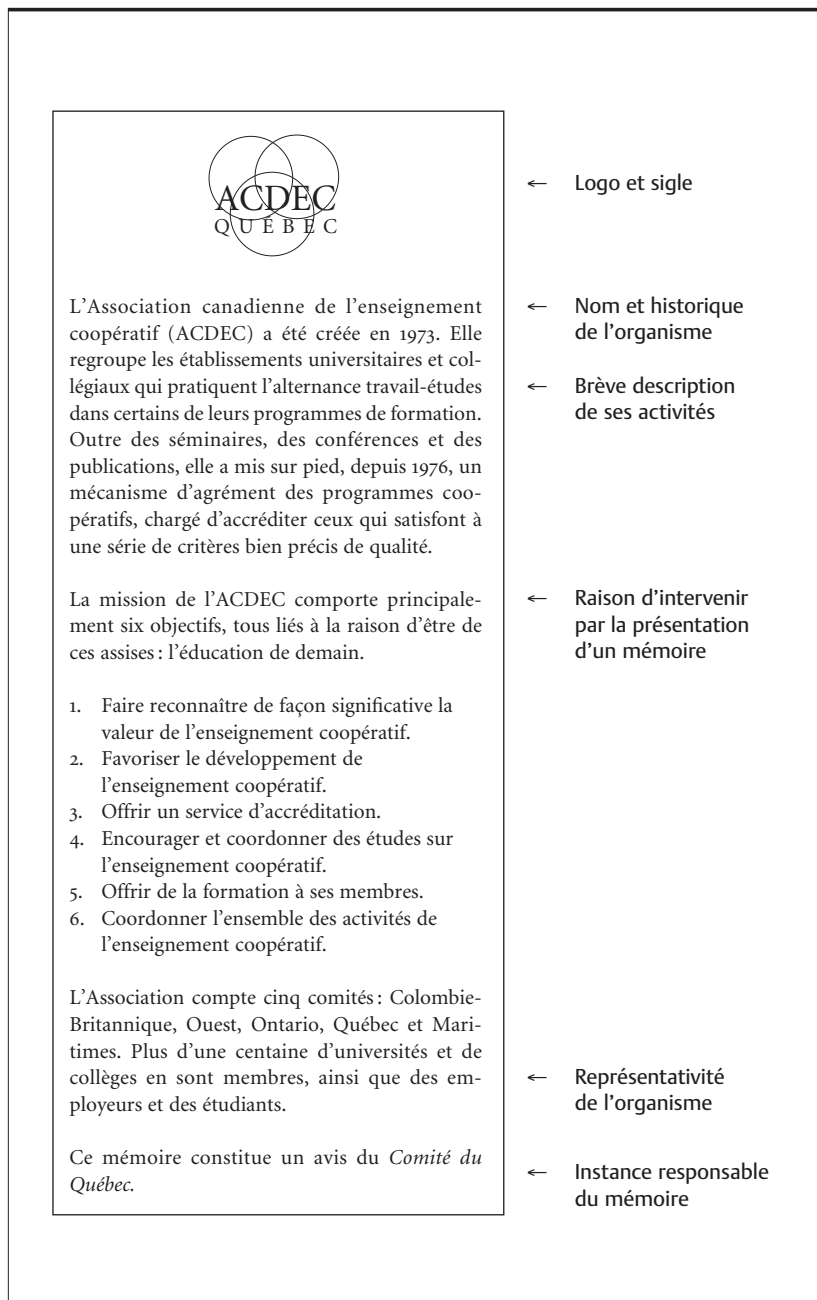 ACDEC
QUÉBEC
← Logo et sigle
L’Association canadienne de l’enseignement
coopératif (ACDEC) a été créée en 1973. Elle
regroupe les établissements universitaires et col-
légiaux qui pratiquent l’alternance travail-études
dans certains de leurs programmes de formation.
Outre des séminaires, des conférences et des
publications, elle a mis sur pied, depuis 1976, un
mécanisme d’agrément des programmes coo-
pératifs, chargé d’accréditer ceux qui satisfont à
une série de critères bien précis de qualité.
← Nom et historique
de l’organisme
← Brève description
de ses activités
La mission de l’ACDEC comporte principale-
ment six objectifs, tous liés à la raison d’être de
ces assises : l’éducation de demain.
← Raison d’intervenir
par la présentation
d’un mémoire
1. Faire reconnaître de façon significative la
valeur de l’enseignement coopératif.
2. Favoriser le développement de
l’enseignement coopératif.
3. Offrir un service d’accréditation.
4. Encourager et coordonner des études sur
l’enseignement coopératif.
5. Offrir de la formation à ses membres.
6. Coordonner l’ensemble des activités de
l’enseignement coopératif.
L’Association compte cinq comités : Colombie-
Britannique, Ouest, Ontario, Québec et Mari-
times. Plus d’une centaine d’universités et de
collèges en sont membres, ainsi que des em-
ployeurs et des étudiants.
← Représentativité
de l’organisme
Ce mémoire constitue un avis du Comité du
Québec.
← Instance responsable
du mémoire